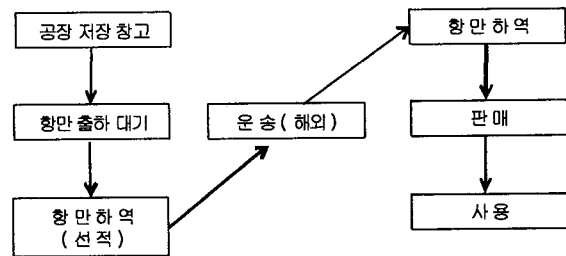 공장 저장 창고
항만 출하 대기
항만하역
(선적)
운송(해외)
항만하역
판매
사용